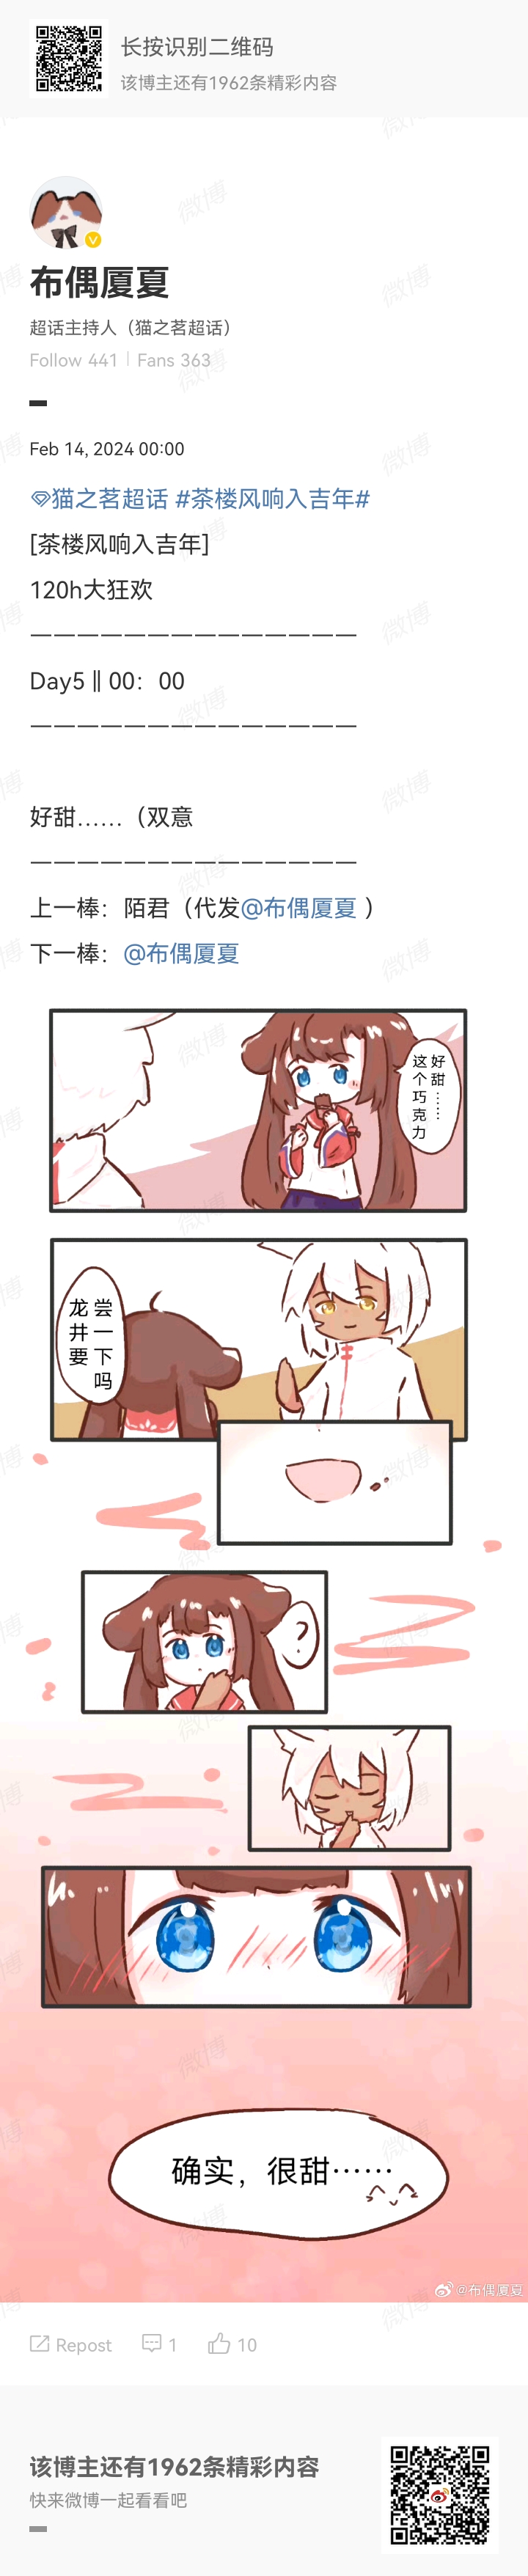 长按识别二维码
该博主还有1962条精彩内容
布偶厦夏
超话主持人（猫之茗超话）
Follow 441 | Fans 363
Feb 14, 2024 00:00
猫之茗超话 #茶楼风响入吉年#
[茶楼风响入吉年]
120h大狂欢
——————————————
Day5 ‖ 00：00
——————————————
好甜……（双意
——————————————
上一棒：陌君（代发@布偶厦夏 ）
下一棒：@布偶厦夏
好甜……
这个巧克力
尝一下吗
龙井要
?
确实，很甜……
@布偶厦夏
Repost
1
10
该博主还有1962条精彩内容
快来微博一起看看吧
微博